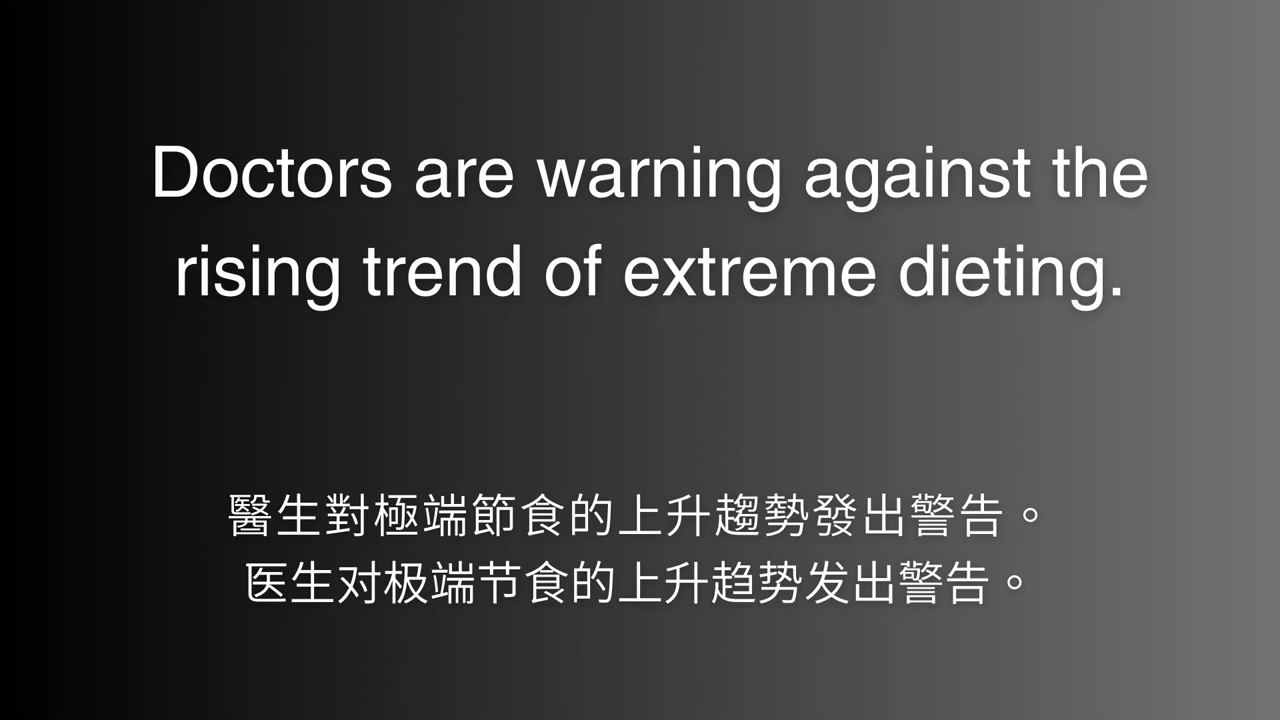 Doctors are warning against the
rising trend of extreme dieting.
醫生對極端節食的上升趨勢發出警告。
医生对极端节食的上升趋势发出警告。